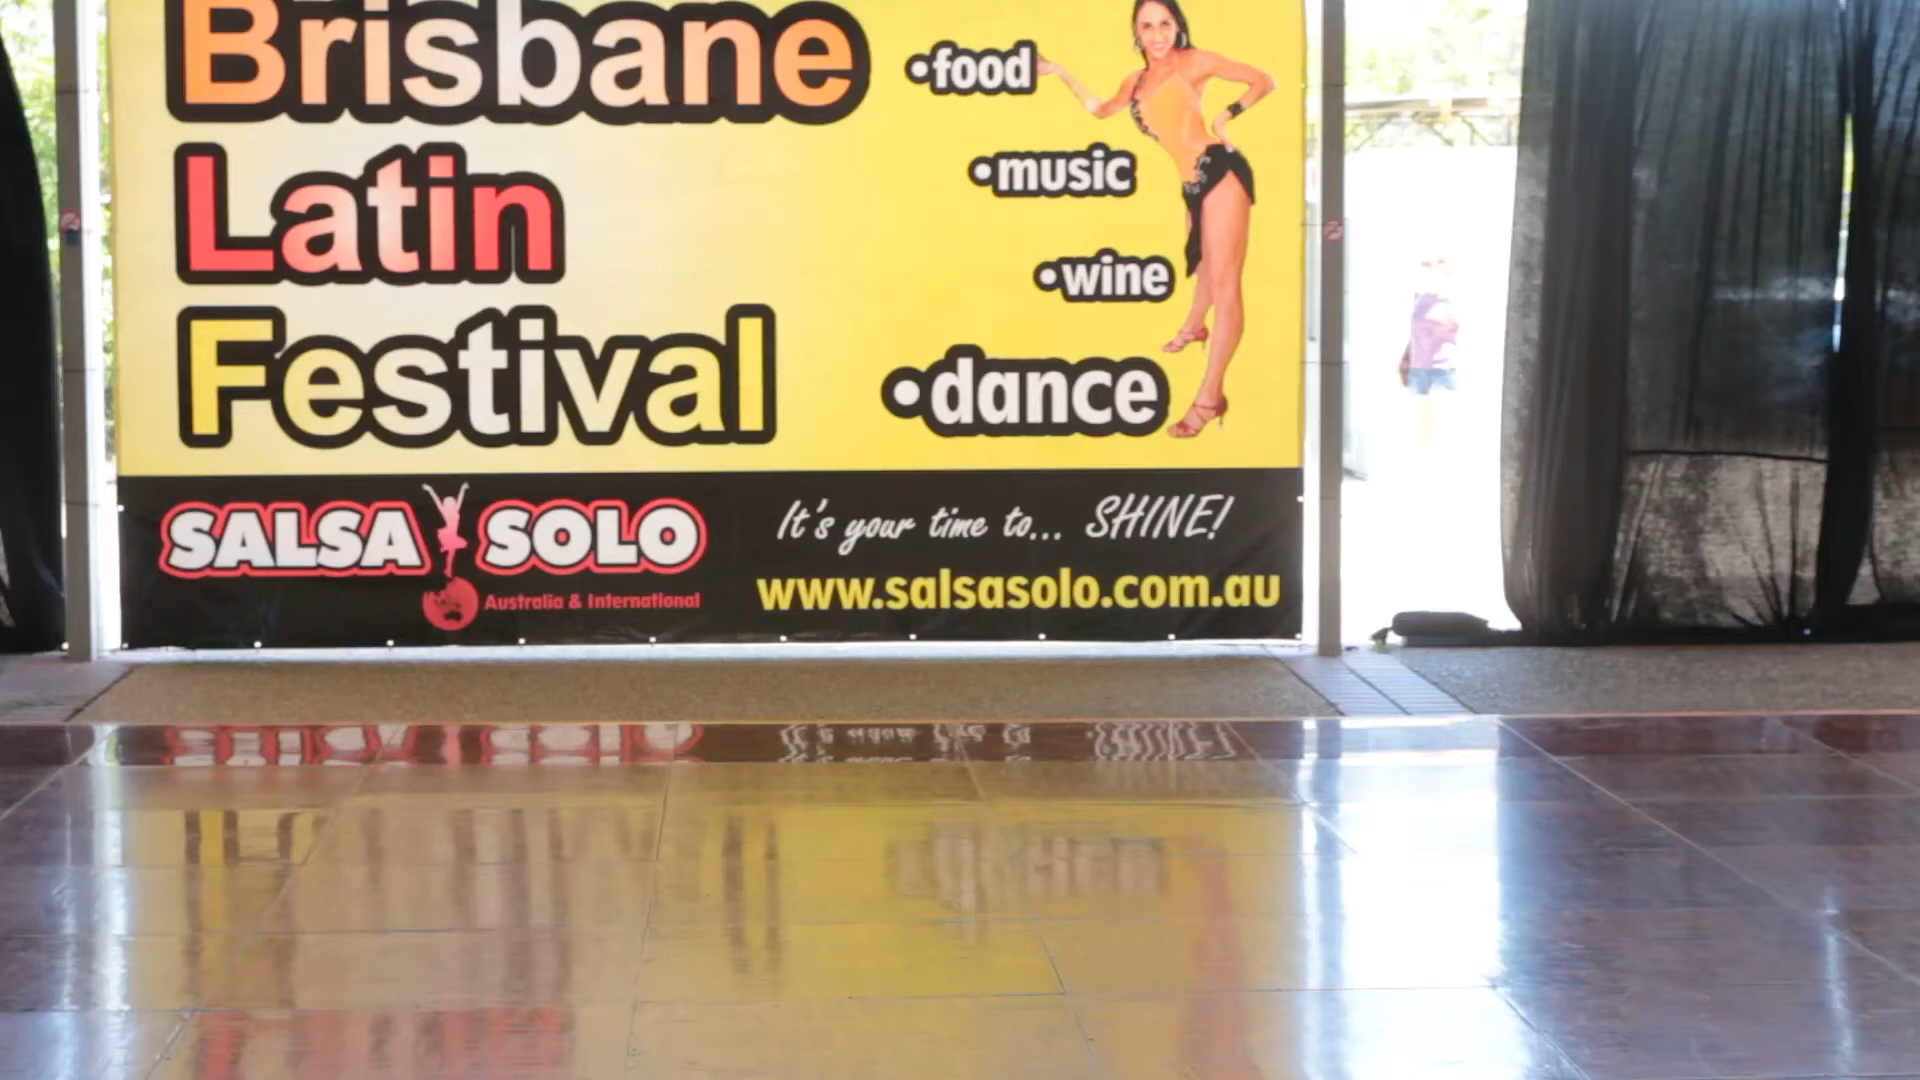 Brisbane
Latin
Festival
•food
•music
•wine
•dance
SALSA SOLO
Australia & International
It's your time to... SHINE!
www.salsasolo.com.au